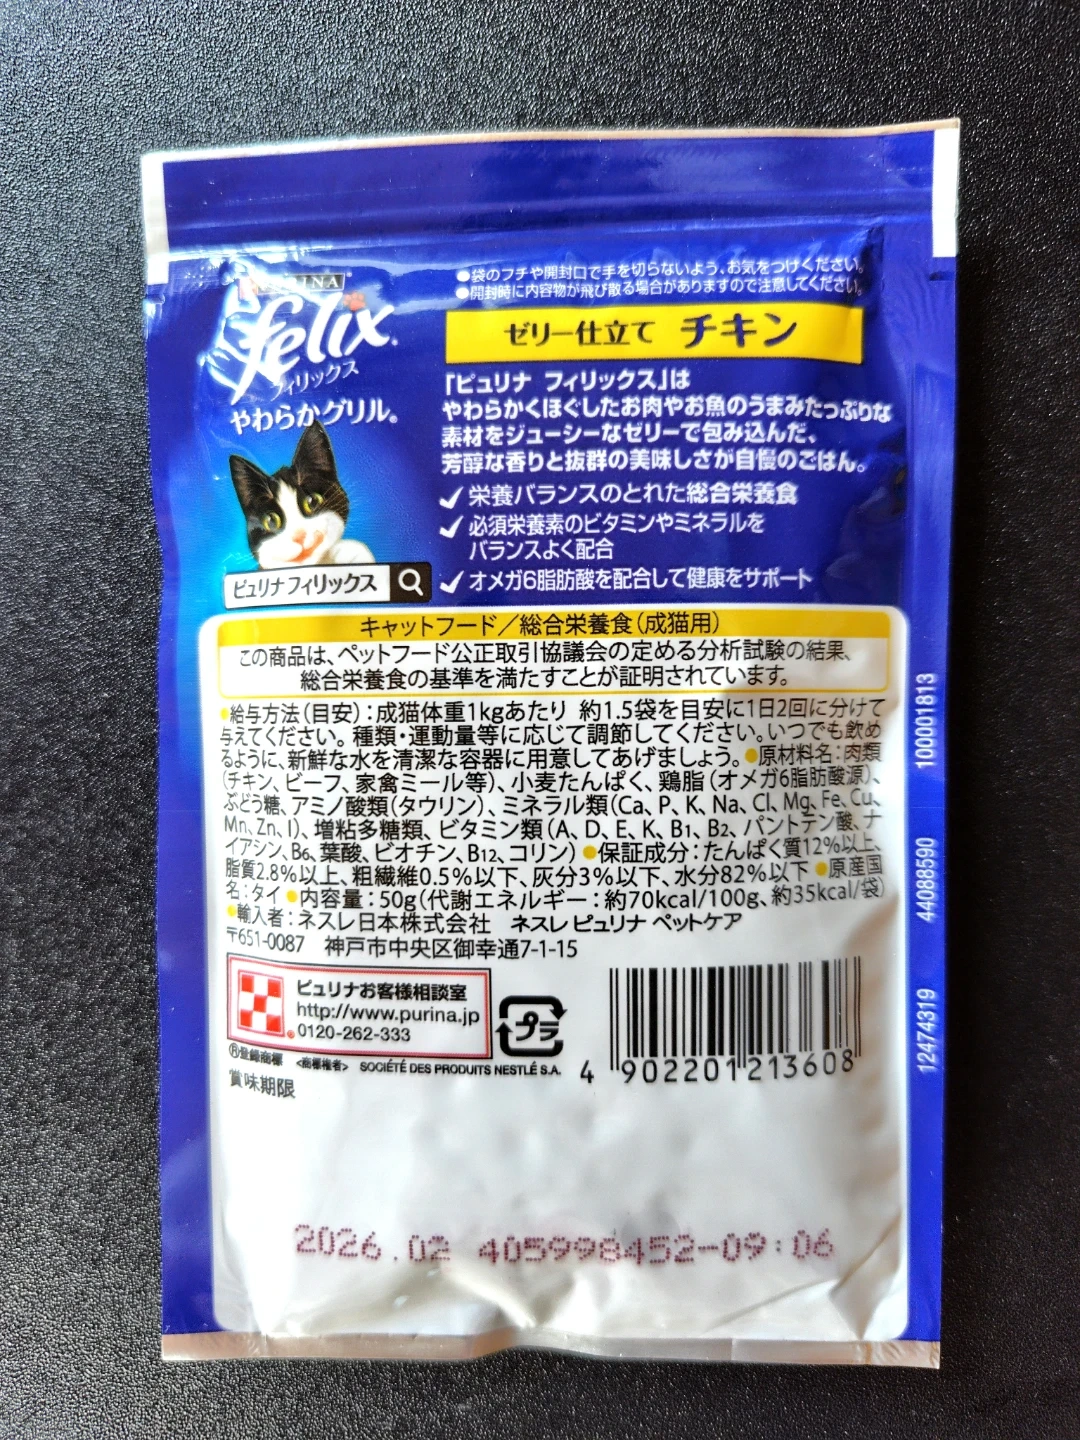 ●袋のフチや開封口で手を切らないよう、お気をつけください。
●開封時に内容物が飛び散る場合がありますので注意してください。
PURINA
felix
フィリックス
やわらかグリル®
ゼリー仕立て チキン
「ピュリナ フィリックス」は
やわらかくほぐしたお肉やお魚のうまみたっぷりな
素材をジューシーなゼリーで包み込んだ、
芳醇な香りと抜群の美味しさが自慢のごはん。
✓栄養バランスのとれた総合栄養食
✓必須栄養素のビタミンやミネラルを
バランスよく配合
✓オメガ6脂肪酸を配合して健康をサポート
ピュリナ フィリックス
キャットフード／総合栄養食（成猫用）
この商品は、ペットフード公正取引協議会の定める分析試験の結果、
総合栄養食の基準を満たすことが証明されています。
●給与方法（目安）：成猫体重1kgあたり 約1.5袋を目安に1日2回に分けて
与えてください。種類・運動量等に応じて調節してください。いつでも飲め
るように、新鮮な水を清潔な容器に用意してあげましょう。●原材料名：肉類
（チキン、ビーフ、家禽ミール等）、小麦たんぱく、鶏脂（オメガ6脂肪酸源）、
ぶどう糖、アミノ酸類（タウリン）、ミネラル類（Ca、P、K、Na、Cl、Mg、Fe、Cu、
Mn、Zn、I）、増粘多糖類、ビタミン類（A、D、E、K、B1、B2、パントテン酸、ナ
イアシン、B6、葉酸、ビオチン、B12、コリン）●保証成分：たんぱく質12%以上、
脂質2.8%以上、粗繊維0.5%以下、灰分3%以下、水分82%以下 ●原産国
名：タイ ●内容量：50g（代謝エネルギー：約70kcal/100g、約35kcal/袋）
●輸入者：ネスレ日本株式会社 ネスレ ピュリナ ペットケア
〒651-0087 神戸市中央区御幸通7-1-15
ピュリナお客様相談室
http://www.purina.jp
0120-262-333
プラ
4 902201 213608
®登録商標 <商標権者> SOCIÉTÉ DES PRODUITS NESTLÉ S.A.
賞味期限
2026.02 405998452-09:06
10001813
44088590
12474319